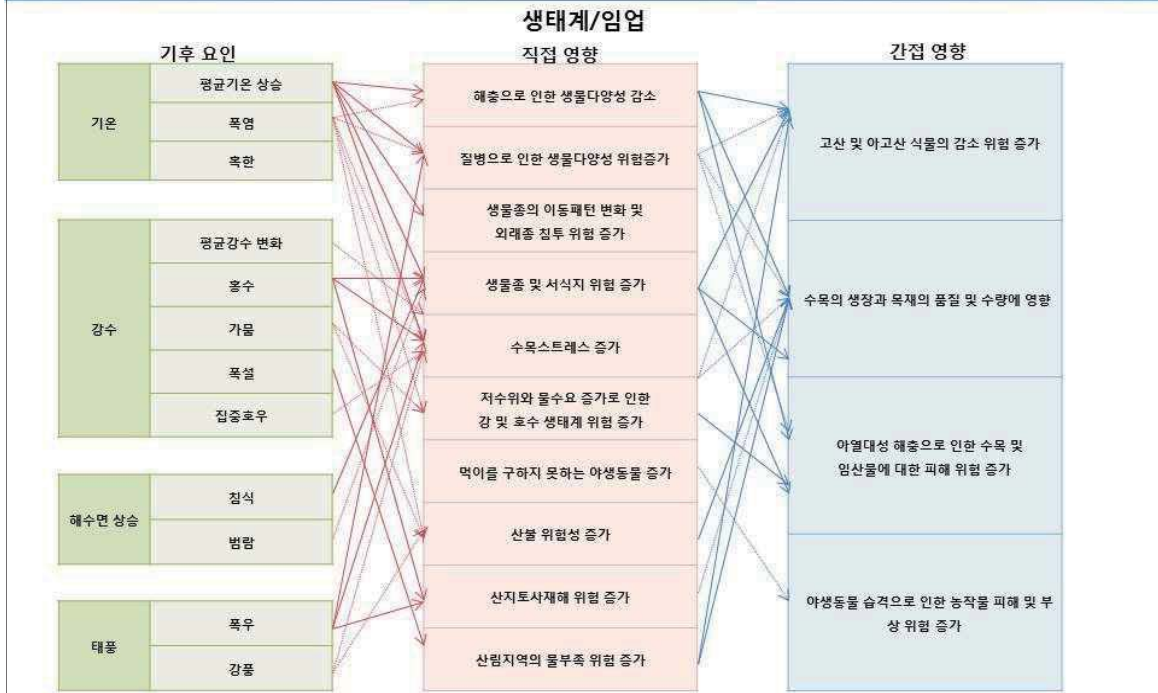 생태계/임업
기후 요인
직접 영향
간접 영향
기온
평균기온 상승
폭염
혹한
강수
평균강수 변화
홍수
가뭄
폭설
집중호우
해수면 상승
침식
범람
태풍
폭우
강풍
해충으로 인한 생물다양성 감소
질병으로 인한 생물다양성 위험증가
생물종의 이동패턴 변화 및
외래종 침투 위험 증가
생물종 및 서식지 위험 증가
수목스트레스 증가
저수위와 물수요 증가로 인한
강 및 호수 생태계 위험 증가
먹이를 구하지 못하는 야생동물 증가
산불 위험성 증가
산지토사재해 위험 증가
산림지역의 물부족 위험 증가
고산 및 아고산 식물의 감소 위험 증가
수목의 생장과 목재의 품질 및 수량에 영향
아열대성 해충으로 인한 수목 및
임산물에 대한 피해 위험 증가
야생동물 습격으로 인한 농작물 피해 및 부
상 위험 증가